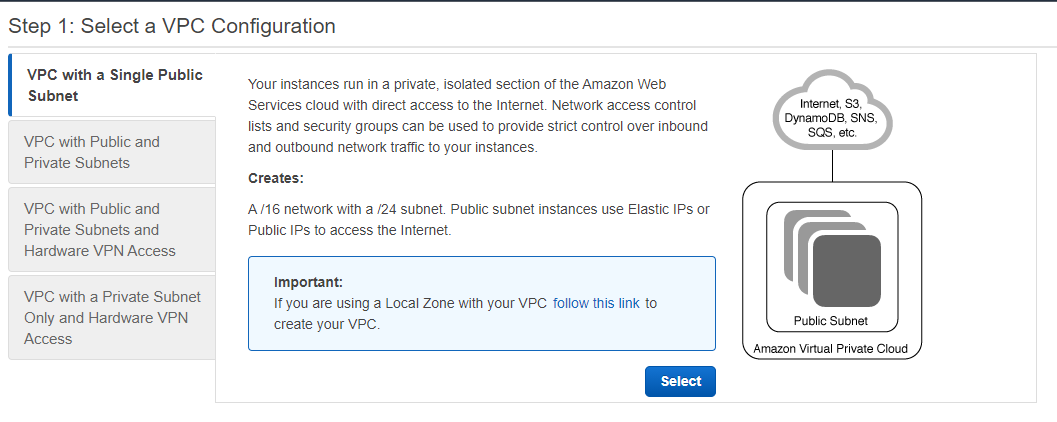 Step 1: Select a VPC Configuration
VPC with a Single Public
Subnet
VPC with Public and
Private Subnets
VPC with Public and
Private Subnets and
Hardware VPN Access
VPC with a Private Subnet
Only and Hardware VPN
Access
Your instances run in a private, isolated section of the Amazon Web
Services cloud with direct access to the Internet. Network access control
lists and security groups can be used to provide strict control over inbound
and outbound network traffic to your instances.
Creates:
A /16 network with a /24 subnet. Public subnet instances use Elastic IPs or
Public IPs to access the Internet.
Important:
If you are using a Local Zone with your VPC follow this link to
create your VPC.
Select
Internet, S3,
DynamoDB, SNS,
SQS, etc.
Public Subnet
Amazon Virtual Private Cloud